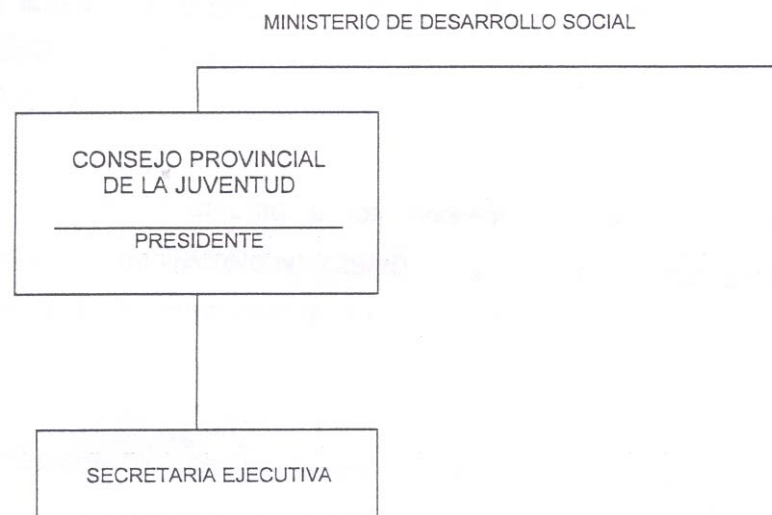 MINISTERIO DE DESARROLLO SOCIAL
CONSEJO PROVINCIAL
DE LA JUVENTUD
PRESIDENTE
SECRETARIA EJECUTIVA